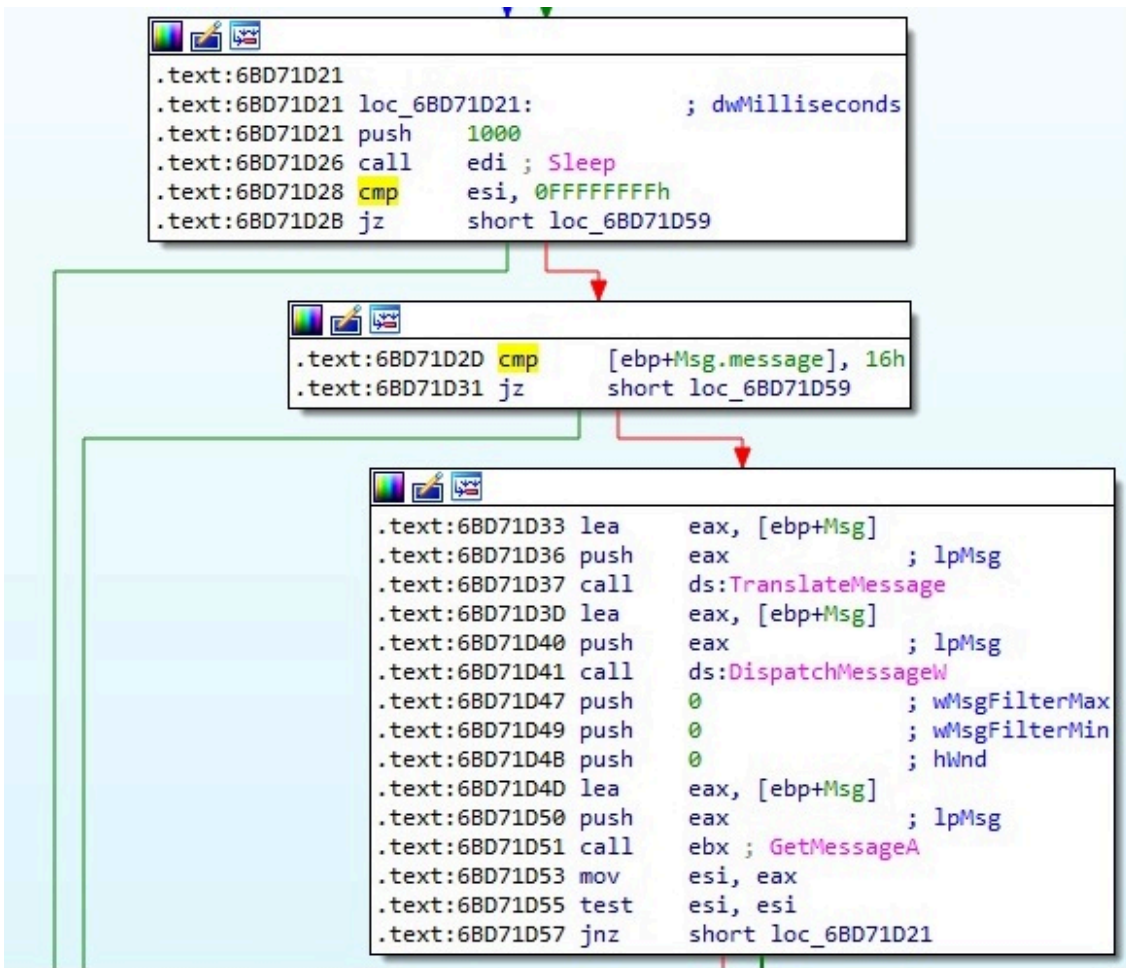 .text:6BD71D21
.text:6BD71D21 loc_6BD71D21: ; dwMilliseconds
.text:6BD71D21 push 1000
.text:6BD71D26 call edi ; Sleep
.text:6BD71D28 cmp esi, 0FFFFFFFFh
.text:6BD71D2B jz short loc_6BD71D59
.text:6BD71D2D cmp [ebp+Msg.message], 16h
.text:6BD71D31 jz short loc_6BD71D59
.text:6BD71D33 lea eax, [ebp+Msg]
.text:6BD71D36 push eax ; lpMsg
.text:6BD71D37 call ds:TranslateMessage
.text:6BD71D3D lea eax, [ebp+Msg]
.text:6BD71D40 push eax ; lpMsg
.text:6BD71D41 call ds:DispatchMessageW
.text:6BD71D47 push 0 ; wMsgFilterMax
.text:6BD71D49 push 0 ; wMsgFilterMin
.text:6BD71D4B push 0 ; hWnd
.text:6BD71D4D lea eax, [ebp+Msg]
.text:6BD71D50 push eax ; lpMsg
.text:6BD71D51 call ebx ; GetMessageA
.text:6BD71D53 mov esi, eax
.text:6BD71D55 test esi, esi
.text:6BD71D57 jnz short loc_6BD71D21